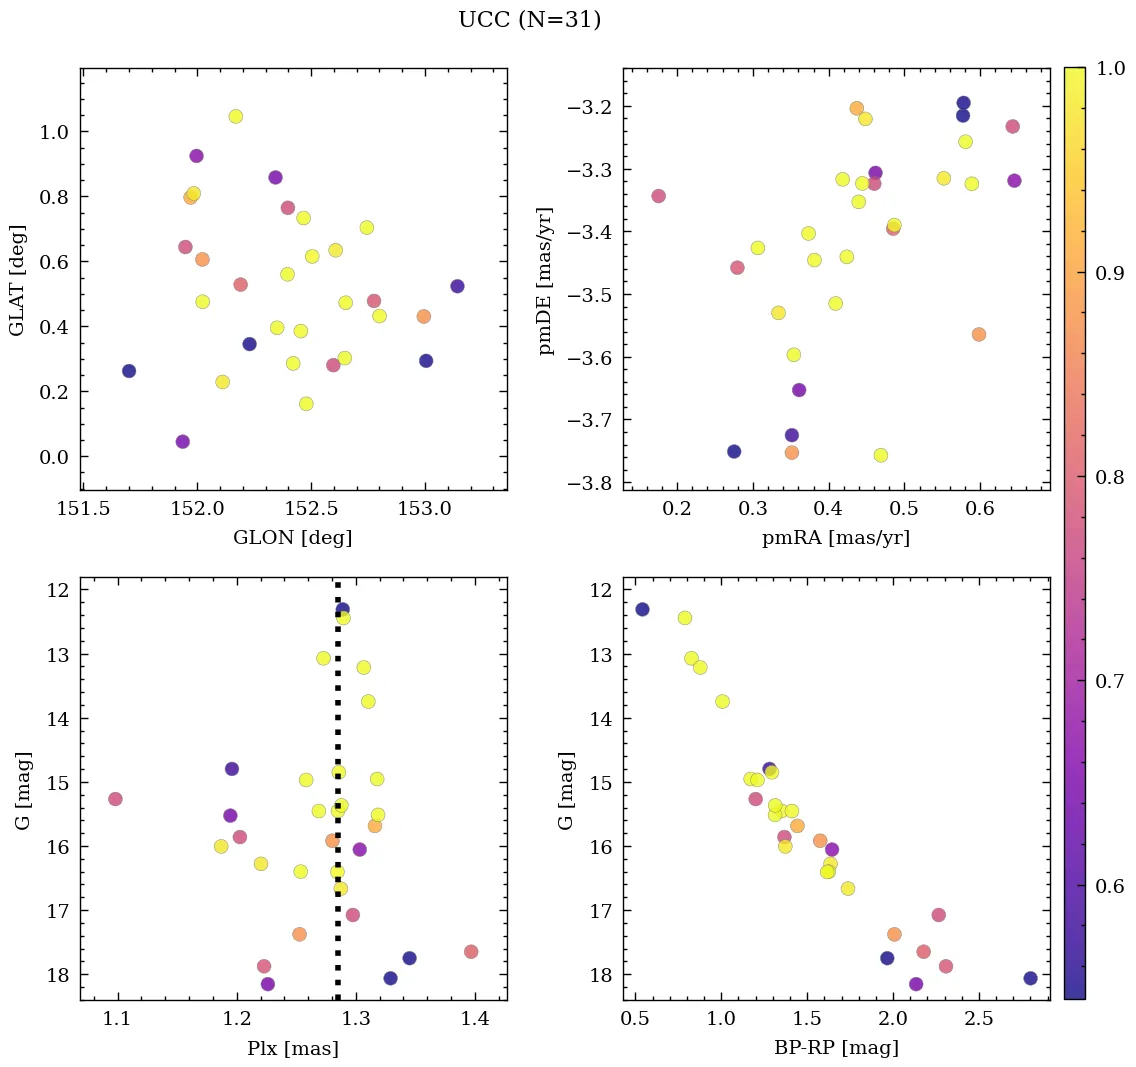 UCC (N=31)
1.0
0.8
0.6
0.4
0.2
0.0
GLAT [deg]
151.5 152.0 152.5 153.0
GLON [deg]
−3.2
−3.3
−3.4
−3.5
−3.6
−3.7
−3.8
pmDE [mas/yr]
0.2 0.3 0.4 0.5 0.6
pmRA [mas/yr]
12
13
14
15
16
17
18
G [mag]
1.1 1.2 1.3 1.4
Plx [mas]
12
13
14
15
16
17
18
G [mag]
0.5 1.0 1.5 2.0 2.5
BP-RP [mag]
1.0
0.9
0.8
0.7
0.6